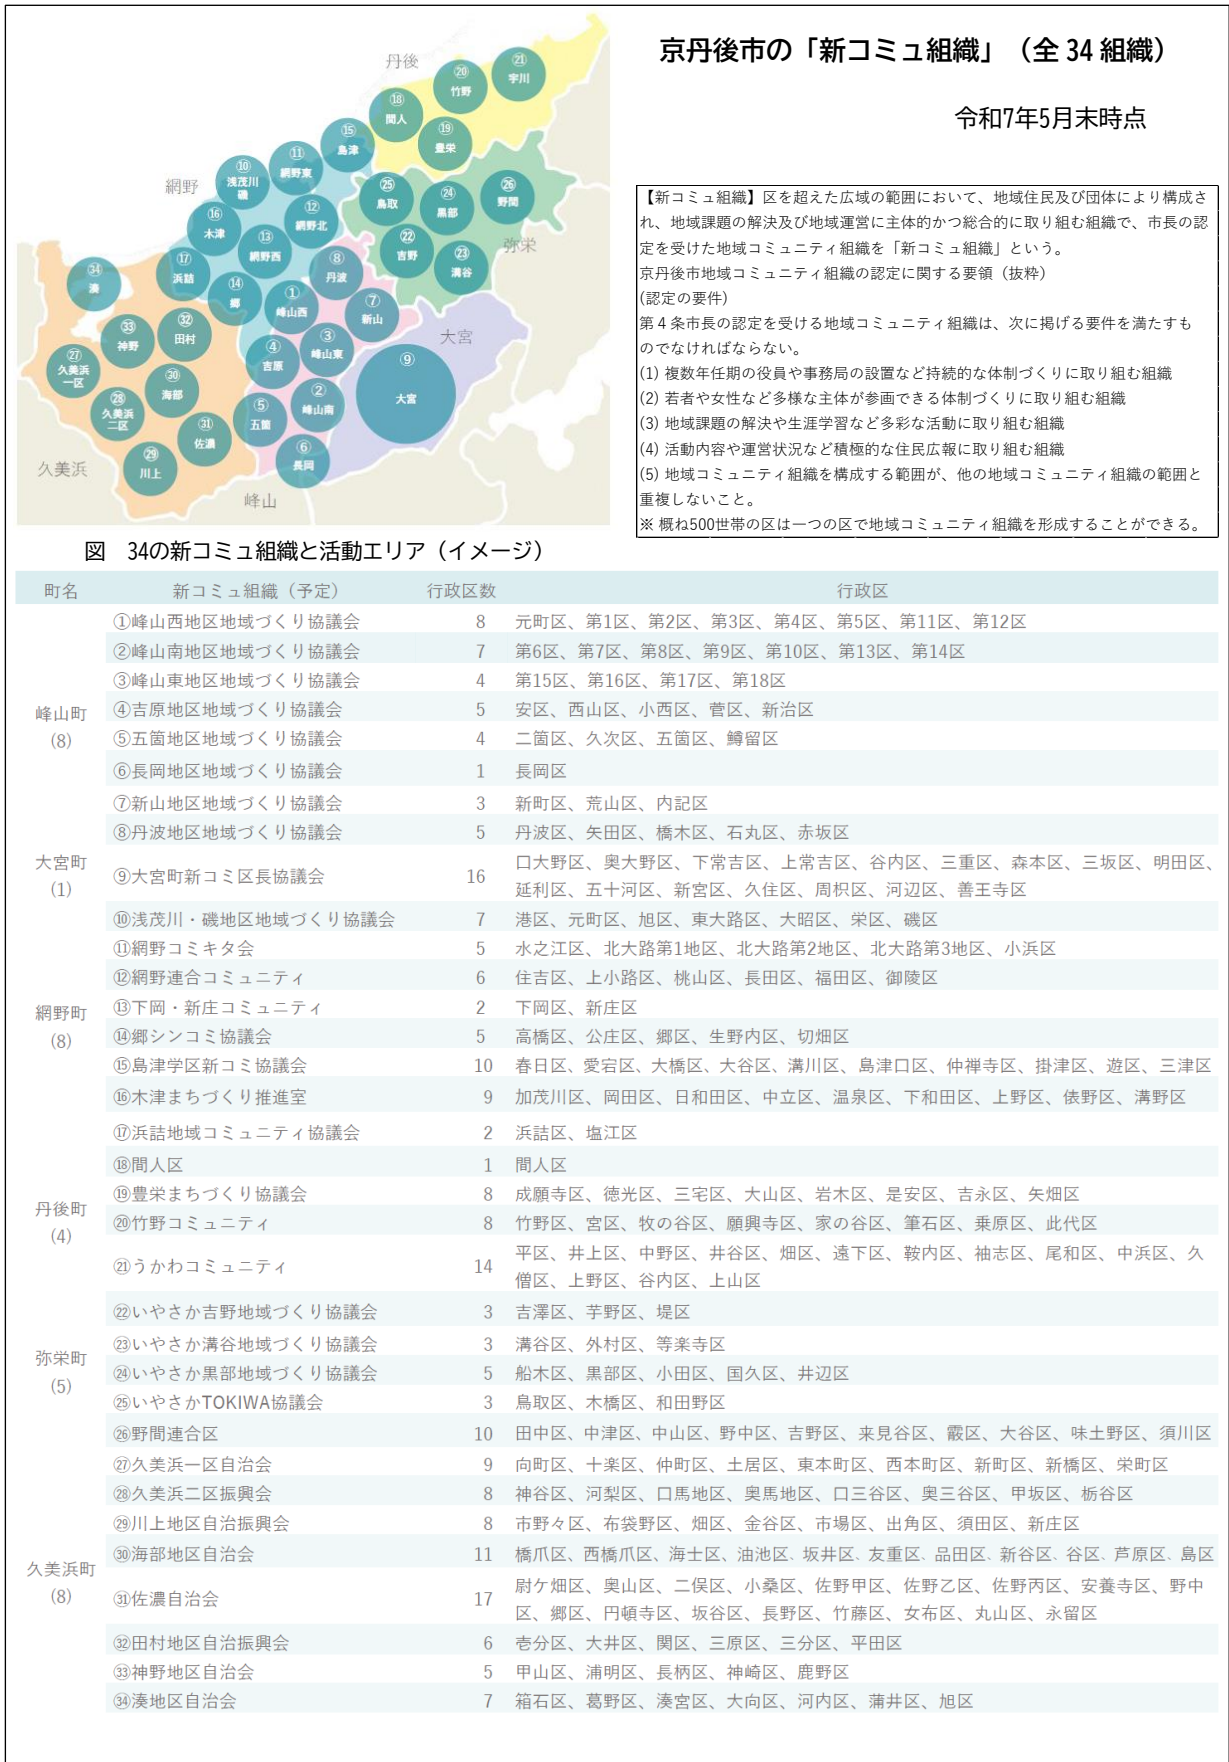 京丹後市の「新コミュ組織」（全 34 組織）
令和7年5月末時点
丹後
網野
弥栄
大宮
久美浜
峰山
㉑
宇川
⑳
竹野
⑱
間人
⑲
豊栄
⑮
島津
⑪
網野東
⑩
浅茂川
磯
㉕
鳥取
㉔
黒部
㉖
野間
⑫
網野北
⑯
木津
⑬
網野西
㉒
吉野
㉓
溝谷
⑧
丹波
⑰
浜詰
㉞
湊
⑭
郷
①
峰山西
⑦
新山
㉝
神野
㉜
田村
③
峰山東
④
吉原
㉗
久美浜
一区
⑨
大宮
㉚
海部
㉘
久美浜
二区
②
峰山南
⑤
五箇
㉛
佐濃
⑥
長岡
㉙
川上
【新コミュ組織】区を超えた広域の範囲において、地域住民及び団体により構成さ
れ、地域課題の解決及び地域運営に主体的かつ総合的に取り組む組織で、市長の認
定を受けた地域コミュニティ組織を「新コミュ組織」という。
京丹後市地域コミュニティ組織の認定に関する要領（抜粋）
(認定の要件)
第４条市長の認定を受ける地域コミュニティ組織は、次に掲げる要件を満たすも
のでなければならない。
(1) 複数年任期の役員や事務局の設置など持続的な体制づくりに取り組む組織
(2) 若者や女性など多様な主体が参画できる体制づくりに取り組む組織
(3) 地域課題の解決や生涯学習など多彩な活動に取り組む組織
(4) 活動内容や運営状況など積極的な住民広報に取り組む組織
(5) 地域コミュニティ組織を構成する範囲が、他の地域コミュニティ組織の範囲と
重複しないこと。
※ 概ね500世帯の区は一つの区で地域コミュニティ組織を形成することができる。
図　34の新コミュ組織と活動エリア（イメージ）
町名　新コミュ組織（予定）　行政区数　行政区
峰山町
(8)
①峰山西地区地域づくり協議会　8　元町区、第1区、第2区、第3区、第4区、第5区、第11区、第12区
②峰山南地区地域づくり協議会　7　第6区、第7区、第8区、第9区、第10区、第13区、第14区
③峰山東地区地域づくり協議会　4　第15区、第16区、第17区、第18区
④吉原地区地域づくり協議会　5　安区、西山区、小西区、菅区、新治区
⑤五箇地区地域づくり協議会　4　二箇区、久次区、五箇区、鱒留区
⑥長岡地区地域づくり協議会　1　長岡区
⑦新山地区地域づくり協議会　3　新町区、荒山区、内記区
⑧丹波地区地域づくり協議会　5　丹波区、矢田区、橋木区、石丸区、赤坂区
大宮町
(1)
⑨大宮町新コミ区長協議会　16　口大野区、奥大野区、下常吉区、上常吉区、谷内区、三重区、森本区、三坂区、明田区、
延利区、五十河区、新宮区、久住区、周枳区、河辺区、善王寺区
網野町
(8)
⑩浅茂川・磯地区地域づくり協議会　7　港区、元町区、旭区、東大路区、大昭区、栄区、磯区
⑪網野コミキタ会　5　水之江区、北大路第1地区、北大路第2地区、北大路第3地区、小浜区
⑫網野連合コミュニティ　6　住吉区、上小路区、桃山区、長田区、福田区、御陵区
⑬下岡・新庄コミュニティ　2　下岡区、新庄区
⑭郷シンコミ協議会　5　高橋区、公庄区、郷区、生野内区、切畑区
⑮島津学区新コミ協議会　10　春日区、愛宕区、大橋区、大谷区、溝川区、島津口区、仲禅寺区、掛津区、遊区、三津区
⑯木津まちづくり推進室　9　加茂川区、岡田区、日和田区、中立区、温泉区、下和田区、上野区、俵野区、溝野区
⑰浜詰地域コミュニティ協議会　2　浜詰区、塩江区
丹後町
(4)
⑱間人区　1　間人区
⑲豊栄まちづくり協議会　8　成願寺区、徳光区、三宅区、大山区、岩木区、是安区、吉永区、矢畑区
⑳竹野コミュニティ　8　竹野区、宮区、牧の谷区、願興寺区、家の谷区、筆石区、乗原区、此代区
㉑うかわコミュニティ　14　平区、井上区、中野区、井谷区、畑区、遠下区、鞍内区、袖志区、尾和区、中浜区、久
僧区、上野区、谷内区、上山区
弥栄町
(5)
㉒いやさか吉野地域づくり協議会　3　吉澤区、芋野区、堤区
㉓いやさか溝谷地域づくり協議会　3　溝谷区、外村区、等楽寺区
㉔いやさか黒部地域づくり協議会　5　船木区、黒部区、小田区、国久区、井辺区
㉕いやさかTOKIWA協議会　3　鳥取区、木橋区、和田野区
㉖野間連合区　10　田中区、中津区、中山区、野中区、吉野区、来見谷区、霰区、大谷区、味土野区、須川区
久美浜町
(8)
㉗久美浜一区自治会　9　向町区、十楽区、仲町区、土居区、東本町区、西本町区、新町区、新橋区、栄町区
㉘久美浜二区振興会　8　神谷区、河梨区、口馬地区、奥馬地区、口三谷区、奥三谷区、甲坂区、栃谷区
㉙川上地区自治振興会　8　市野々区、布袋野区、畑区、金谷区、市場区、出角区、須田区、新庄区
㉚海部地区自治会　11　橋爪区、西橋爪区、海士区、油池区、坂井区、友重区、品田区、新谷区、谷区、芦原区、島区
㉛佐濃自治会　17　尉ケ畑区、奥山区、二俣区、小桑区、佐野甲区、佐野乙区、佐野丙区、安養寺区、野中
区、郷区、円頓寺区、坂谷区、長野区、竹藤区、女布区、丸山区、永留区
㉜田村地区自治振興会　6　壱分区、大井区、関区、三原区、三分区、平田区
㉝神野地区自治会　5　甲山区、浦明区、長柄区、神崎区、鹿野区
㉞湊地区自治会　7　箱石区、葛野区、湊宮区、大向区、河内区、蒲井区、旭区